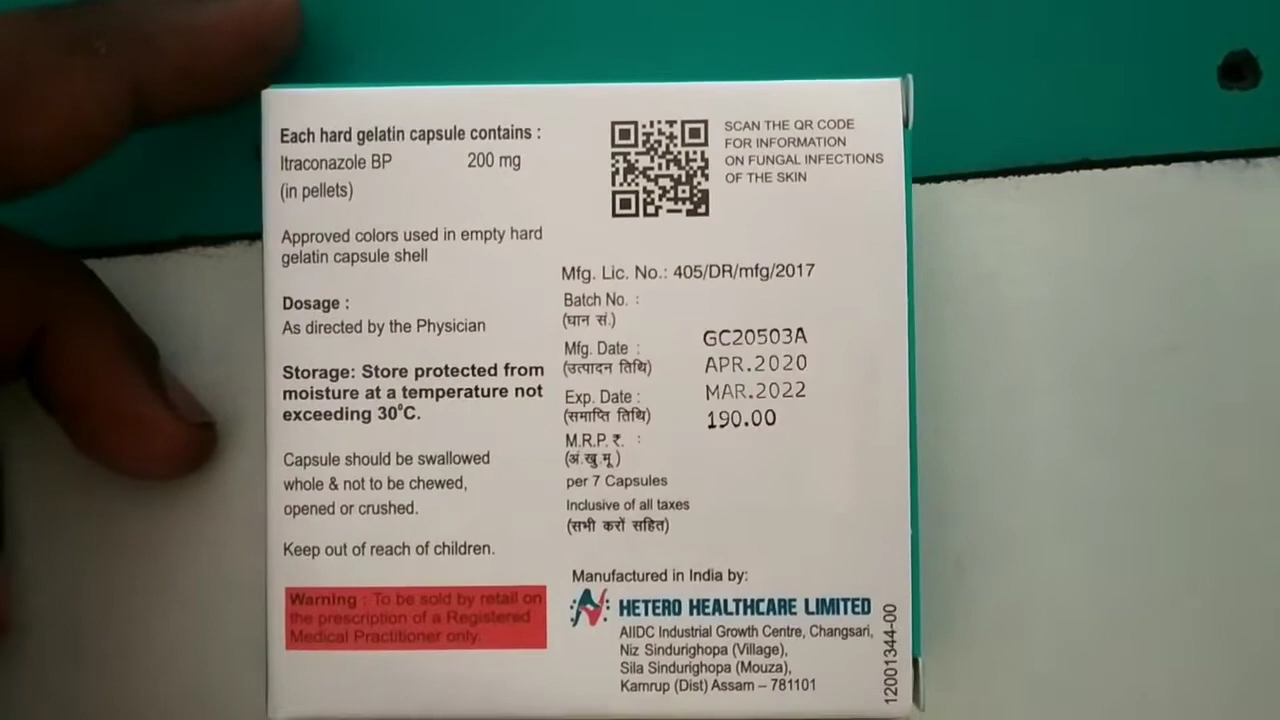 Each hard gelatin capsule contains :
Itraconazole BP 200 mg
(in pellets)
Approved colors used in empty hard
gelatin capsule shell
Dosage :
As directed by the Physician
Storage: Store protected from
moisture at a temperature not
exceeding 30°C.
Capsule should be swallowed
whole & not to be chewed,
opened or crushed.
Keep out of reach of children.
Warning : To be sold by retail on
the prescription of a Registered
Medical Practitioner only.
SCAN THE QR CODE
FOR INFORMATION
ON FUNGAL INFECTIONS
OF THE SKIN
Mfg. Lic. No.: 405/DR/mfg/2017
Batch No. :
(घान सं.)
GC20503A
Mfg. Date :
(उत्पादन तिथि)
APR.2020
Exp. Date :
(समाप्ति तिथि)
MAR.2022
190.00
M.R.P. ₹. :
(अं.खु.मू.)
per 7 Capsules
Inclusive of all taxes
(सभी करों सहित)
Manufactured in India by:
HETERO HEALTHCARE LIMITED
AIIDC Industrial Growth Centre, Changsari,
Niz Sindurighopa (Village),
Sila Sindurighopa (Mouza),
Kamrup (Dist) Assam – 781101
12001344-00